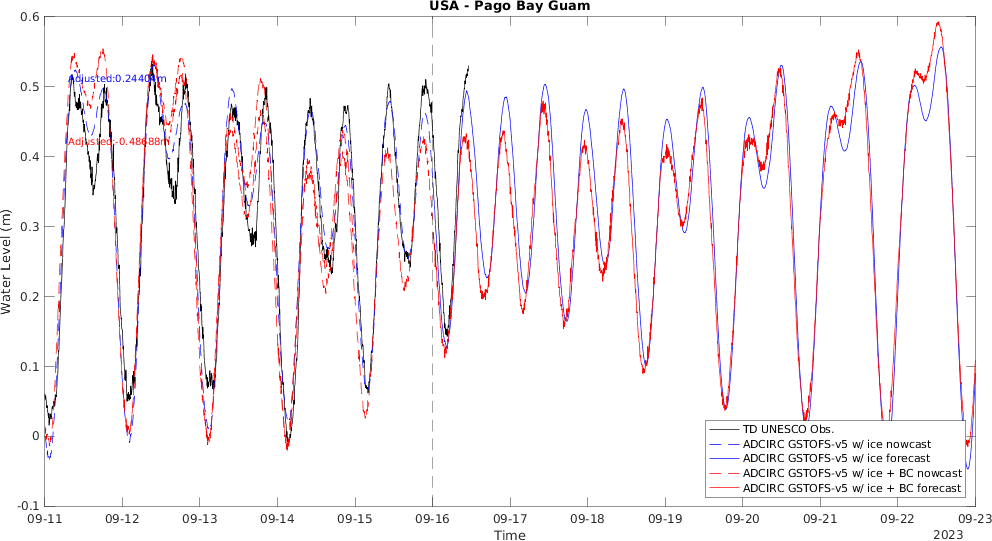 USA - Pago Bay Guam
0.6
0.5
0.4
0.3
0.2
0.1
0
-0.1
Water Level (m)
Adjusted:0.24404m
Adjusted:-0.48688m
TD UNESCO Obs.
ADCIRC GSTOFS-v5 w/ ice nowcast
ADCIRC GSTOFS-v5 w/ ice forecast
ADCIRC GSTOFS-v5 w/ ice + BC nowcast
ADCIRC GSTOFS-v5 w/ ice + BC forecast
09-11 09-12 09-13 09-14 09-15 09-16 09-17 09-18 09-19 09-20 09-21 09-22 09-23
Time
2023